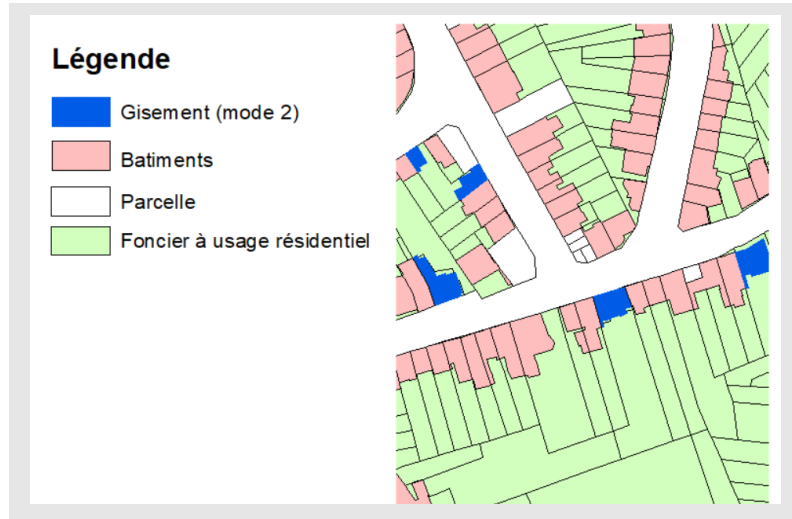 Légende
Gisement (mode 2)
Batiments
Parcelle
Foncier à usage résidentiel